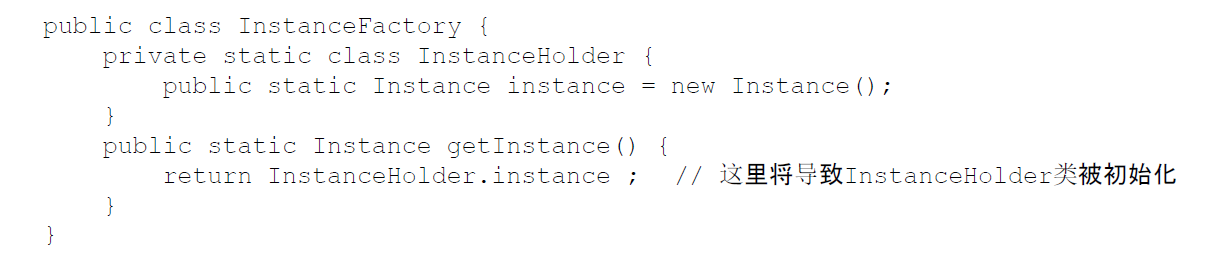 public class InstanceFactory {
    private static class InstanceHolder {
        public static Instance instance = new Instance();
    }
    public static Instance getInstance() {
        return InstanceHolder.instance ;  // 这里将导致InstanceHolder类被初始化
    }
}